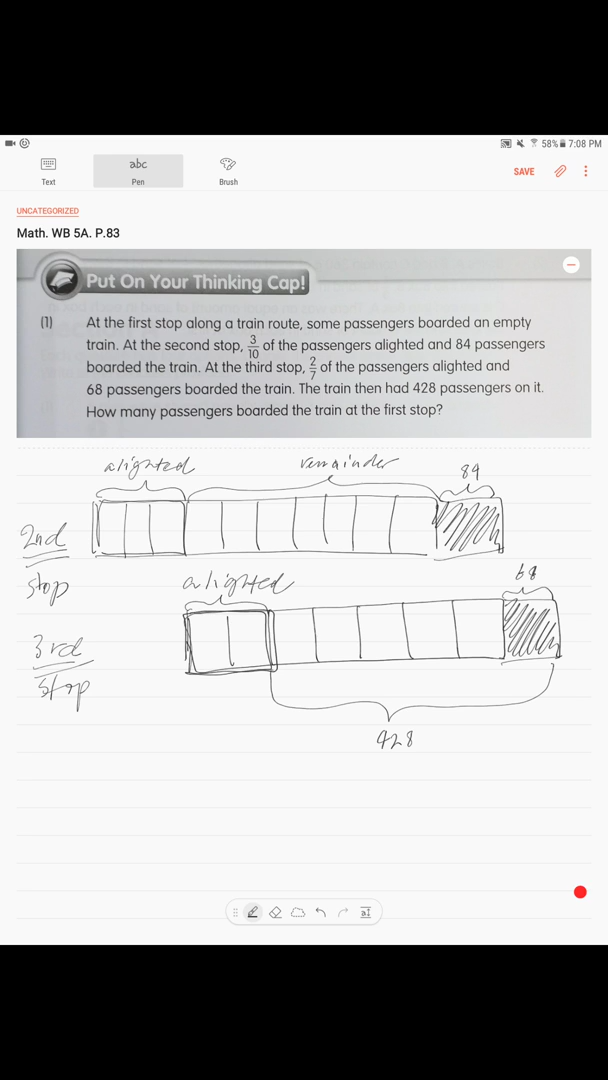 58% 7:08 PM
abc
Text
Pen
Brush
SAVE
UNCATEGORIZED
Math. WB 5A. P.83
Put On Your Thinking Cap!
(1) At the first stop along a train route, some passengers boarded an empty
train. At the second stop, 3/10 of the passengers alighted and 84 passengers
boarded the train. At the third stop, 2/7 of the passengers alighted and
68 passengers boarded the train. The train then had 428 passengers on it.
How many passengers boarded the train at the first stop?
alighted remainder 84
2nd
stop
alighted 68
3rd
stop
428